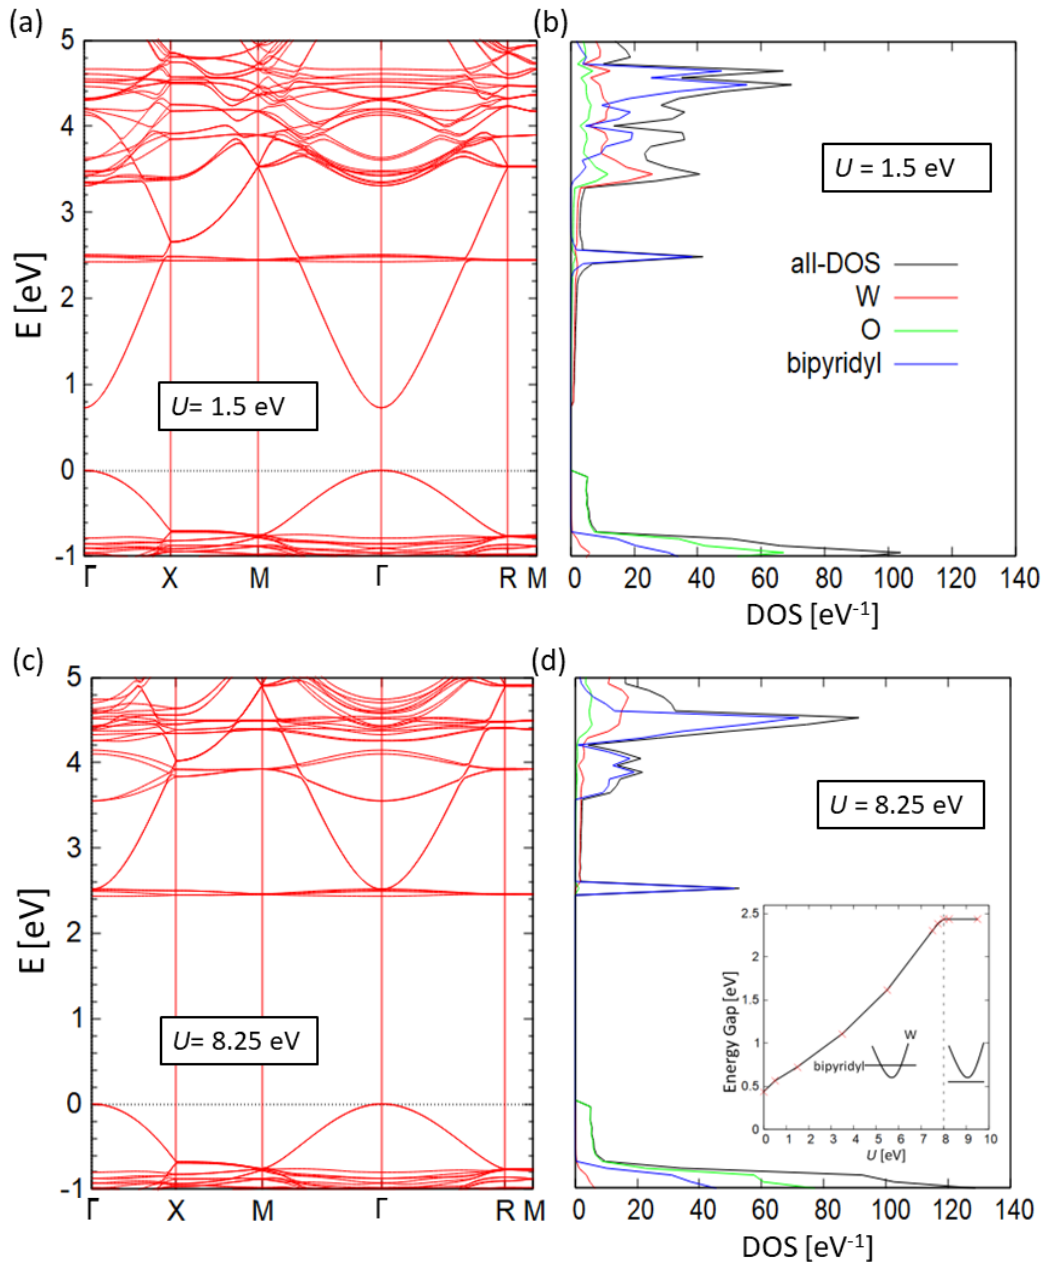 (a)
(b)
5
4
3
2
1
0
-1
E [eV]
U= 1.5 eV
Γ X M Γ R M
U = 1.5 eV
all-DOS
W
O
bipyridyl
0 20 40 60 80 100 120 140
DOS [eV-1]
(c)
(d)
5
4
3
2
1
0
-1
E [eV]
U= 8.25 eV
Γ X M Γ R M
U = 8.25 eV
2.5
2
1.5
1
0.5
0
Energy Gap [eV]
W
bipyridyl
0 1 2 3 4 5 6 7 8 9 10
U [eV]
0 20 40 60 80 100 120 140
DOS [eV-1]